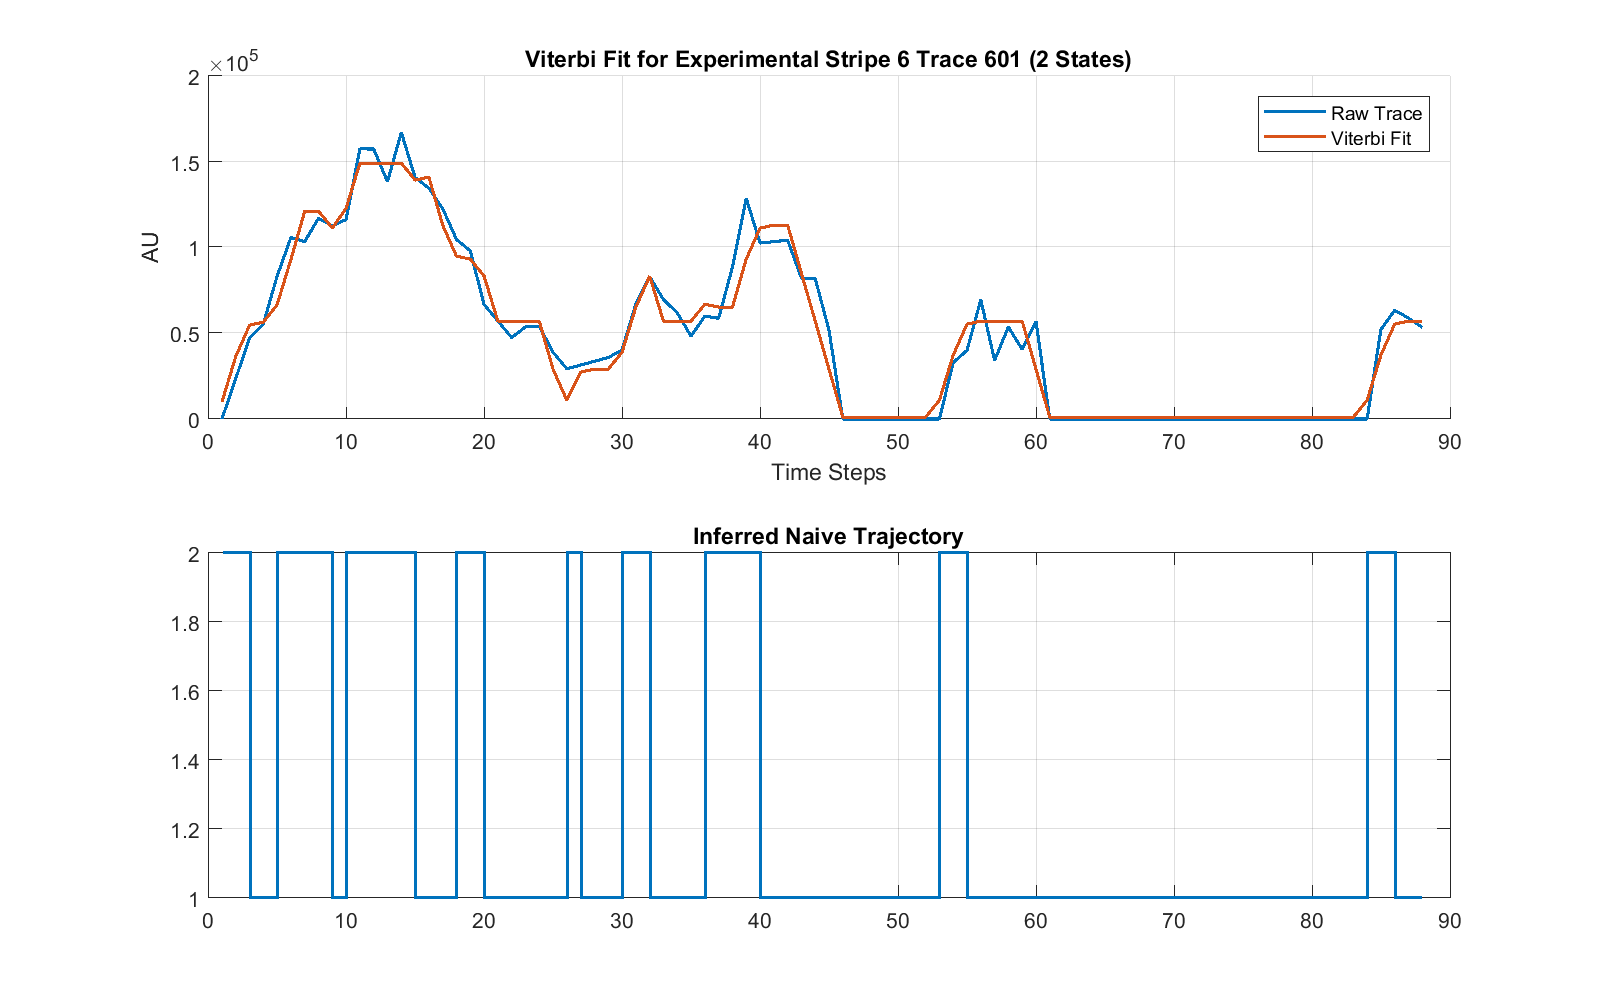 Viterbi Fit for Experimental Stripe 6 Trace 601 (2 States)
×10^5
2
1.5
1
0.5
0
AU
Raw Trace
Viterbi Fit
0 10 20 30 40 50 60 70 80 90
Time Steps
Inferred Naive Trajectory
2
1.8
1.6
1.4
1.2
1
0 10 20 30 40 50 60 70 80 90